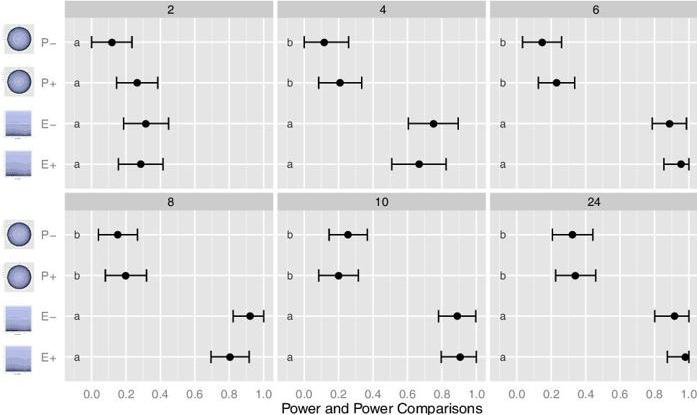 2 4 6
P− a b b
P+ a b b
E− a a a
E+ a a a
8 10 24
P− b b b
P+ b b b
E− a a a
E+ a a a
0.0 0.2 0.4 0.6 0.8 1.0 0.0 0.2 0.4 0.6 0.8 1.0 0.0 0.2 0.4 0.6 0.8 1.0
Power and Power Comparisons